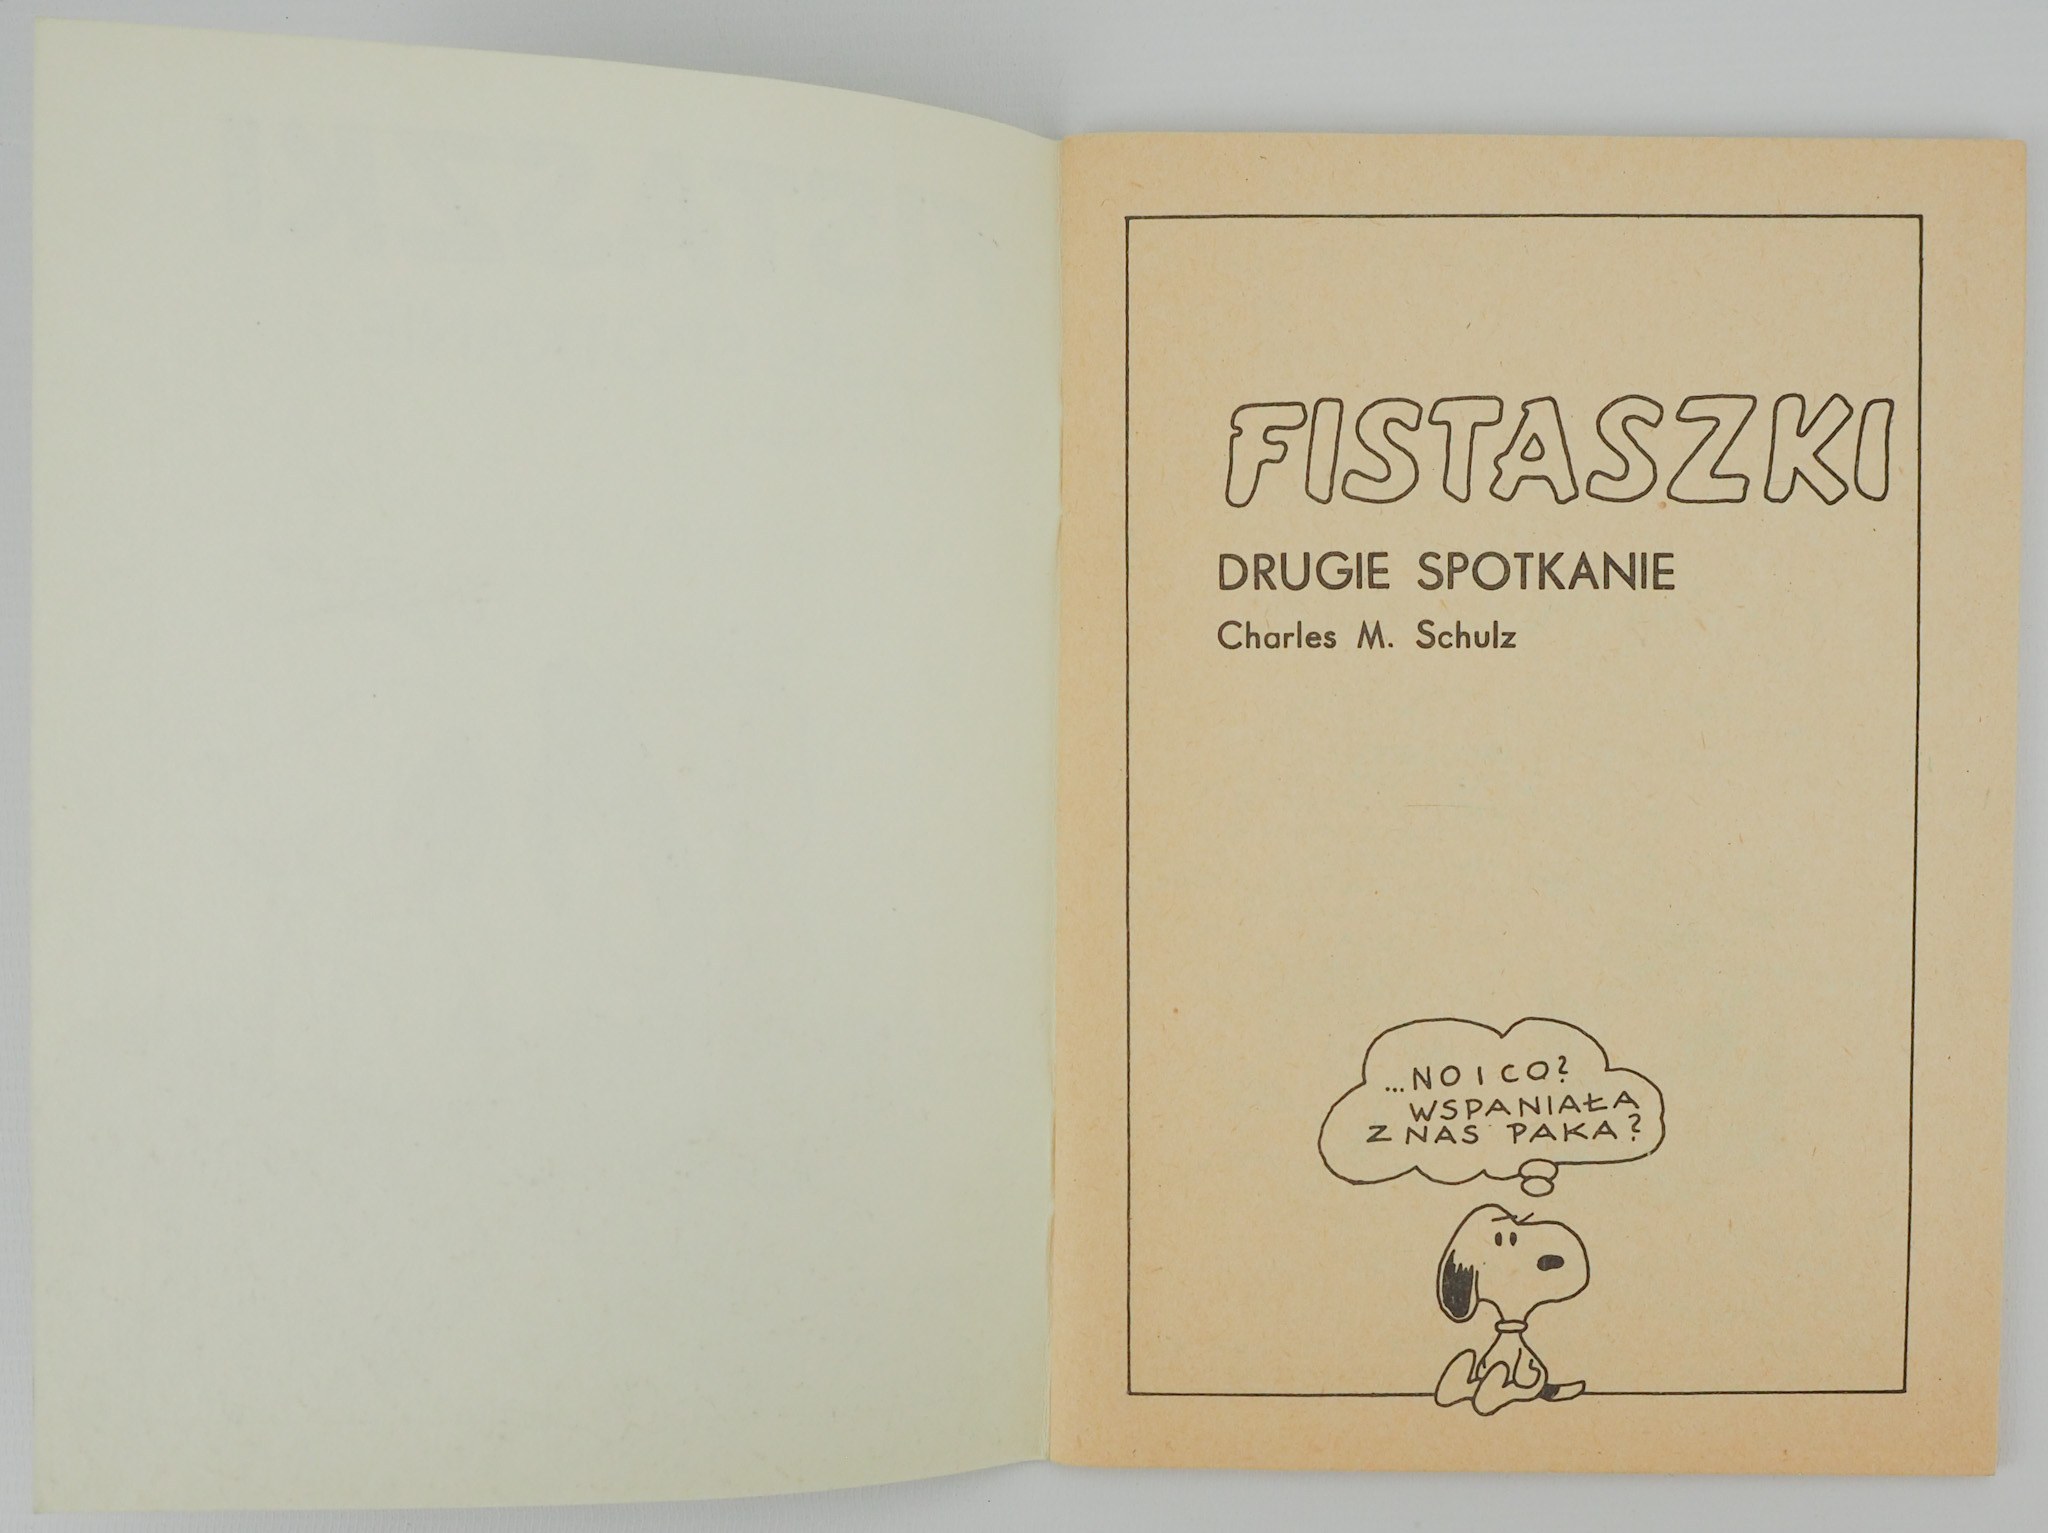 FISTASZKI
DRUGIE SPOTKANIE
Charles M. Schulz
...NO I CO?
WSPANIAŁA
Z NAS PAKA?